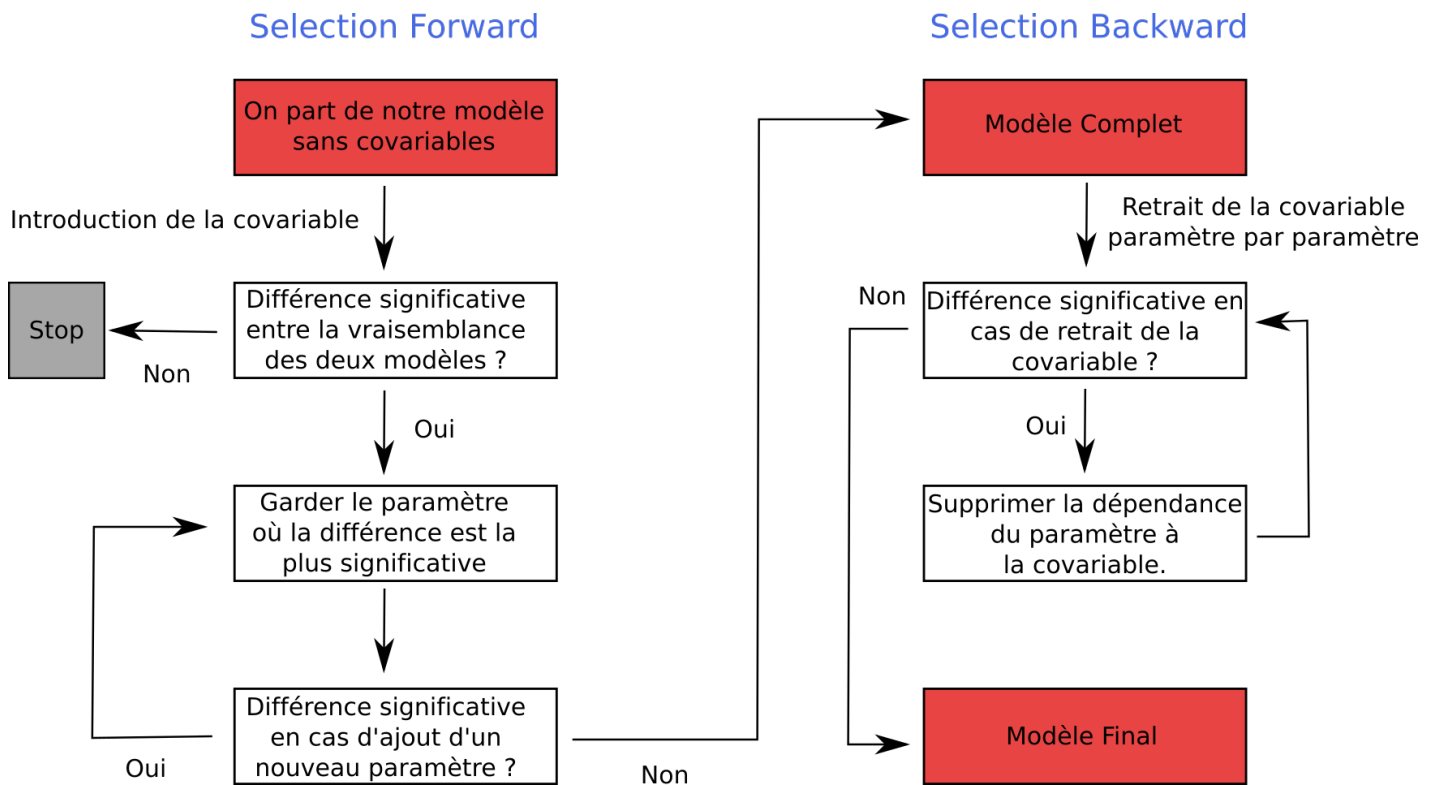 Selection Forward
On part de notre modèle
sans covariables
Introduction de la covariable
Différence significative
entre la vraisemblance
des deux modèles ?
Stop
Non
Oui
Garder le paramètre
où la différence est la
plus significative
Différence significative
en cas d'ajout d'un
nouveau paramètre ?
Oui
Non
Selection Backward
Modèle Complet
Retrait de la covariable
paramètre par paramètre
Non
Différence significative en
cas de retrait de la
covariable ?
Oui
Supprimer la dépendance
du paramètre à
la covariable.
Modèle Final